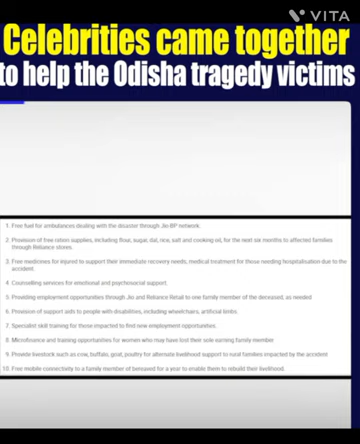 VITA
Celebrities came together
to help the Odisha tragedy victims
1. Free fuel for ambulances dealing with the disaster through Jio-BP network.
2. Provision of free ration supplies, including flour, sugar, dal, rice, salt and cooking oil, for the next six months to affected families
through Reliance stores.
3. Free medicines for injured to support their immediate recovery needs, medical treatment for those needing hospitalisation due to the
accident.
4. Counselling services for emotional and psychosocial support.
5. Providing employment opportunities through Jio and Reliance Retail to one family member of the deceased, as needed
6. Provision of support aids to people with disabilities, including wheelchairs, artificial limbs
7. Specialist skill training for those impacted to find new employment opportunities.
8. Microfinance and training opportunities for women who may have lost their sole earning family member
9. Provide livestock such as cow, buffalo, goat, poultry for alternate livelihood support to rural families impacted by the accident
10. Free mobile connectivity to a family member of bereaved for a year to enable them to rebuild their livelihood.